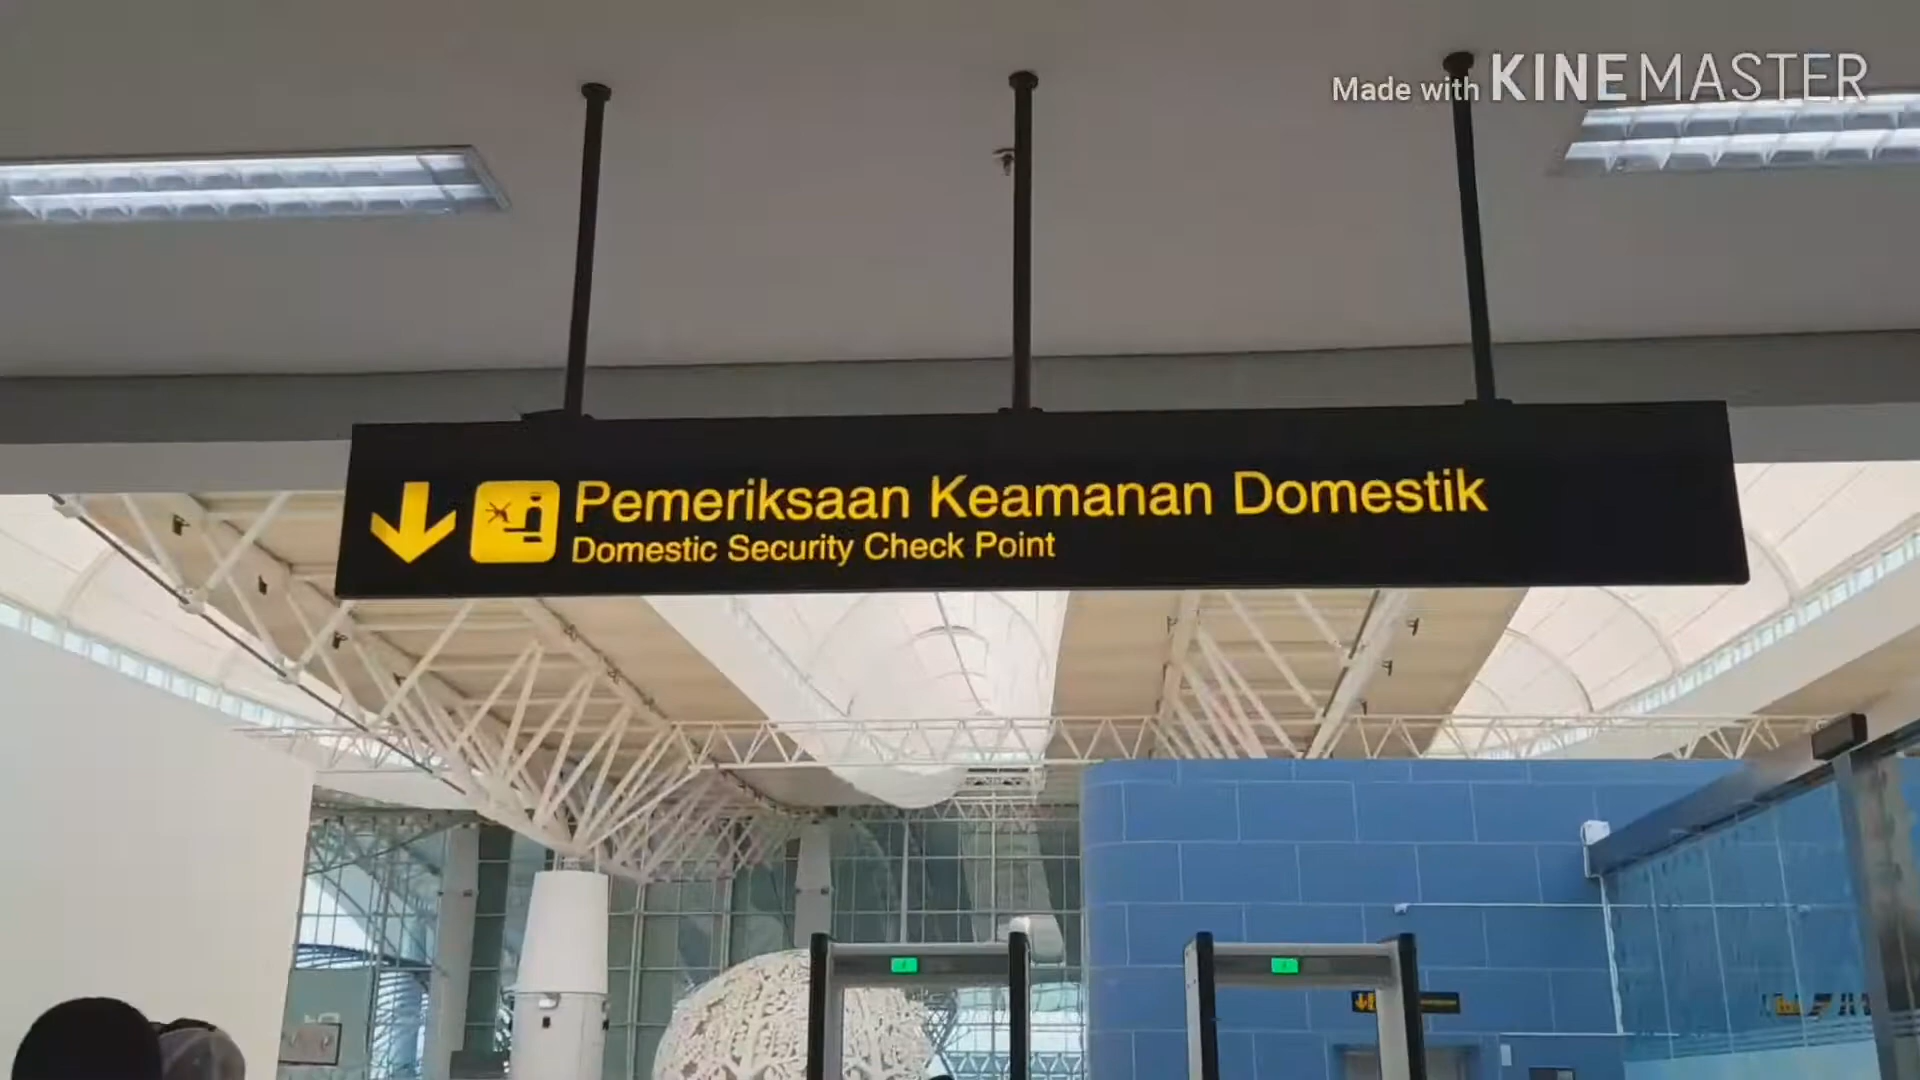 Made with KINEMASTER
Pemeriksaan Keamanan Domestik
Domestic Security Check Point